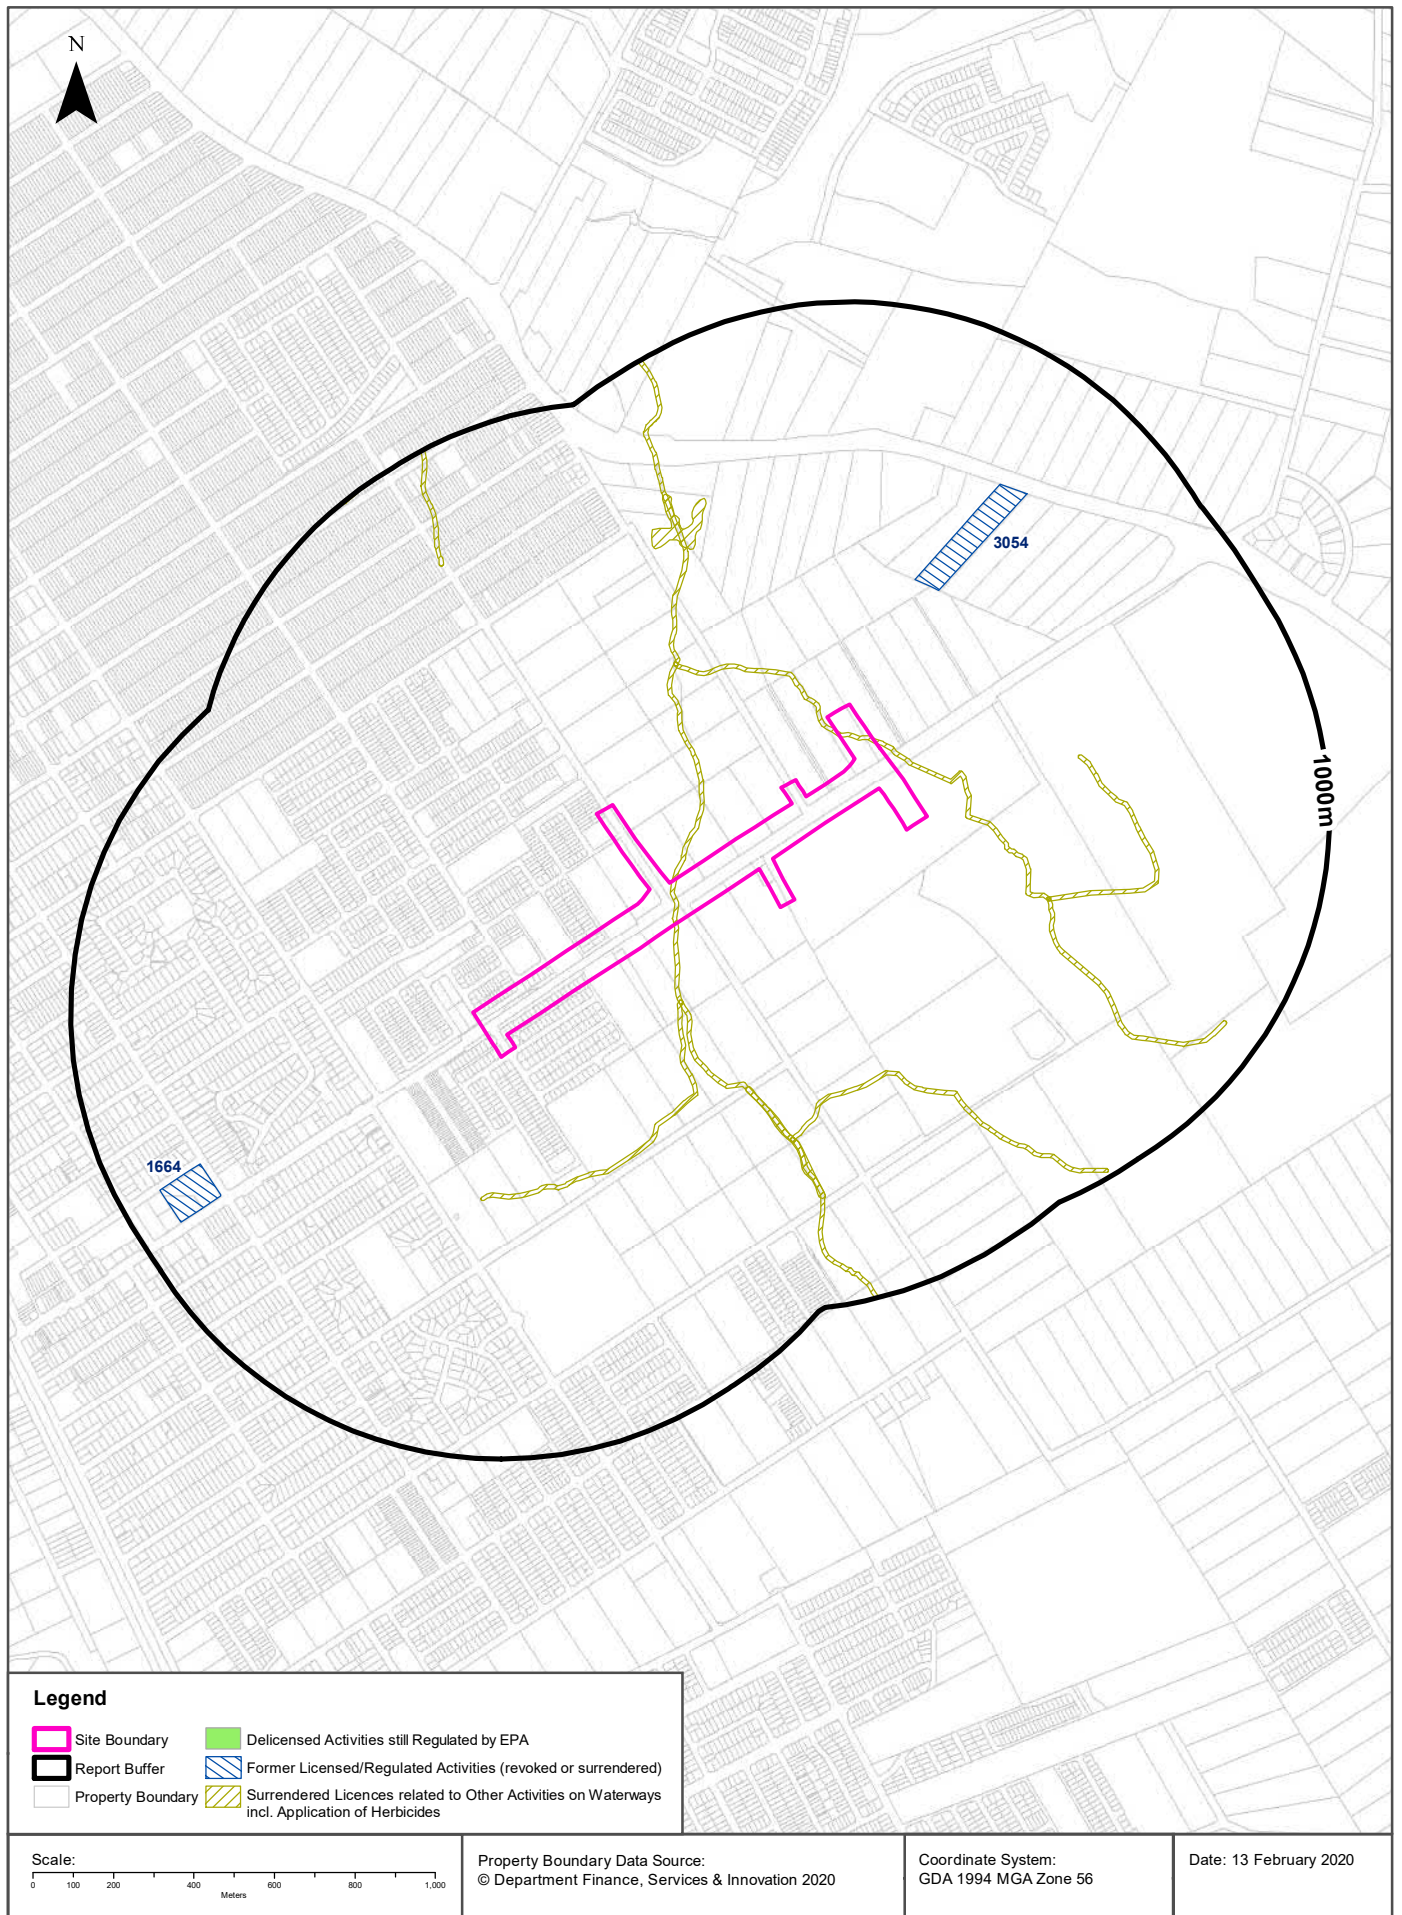 N
3054
1000m
1664
Legend
Site Boundary
Delicensed Activities still Regulated by EPA
Report Buffer
Former Licensed/Regulated Activities (revoked or surrendered)
Property Boundary
Surrendered Licences related to Other Activities on Waterways
incl. Application of Herbicides
Scale:
0 100 200 400 600 800 1,000
Meters
Property Boundary Data Source:
© Department Finance, Services & Innovation 2020
Coordinate System:
GDA 1994 MGA Zone 56
Date: 13 February 2020